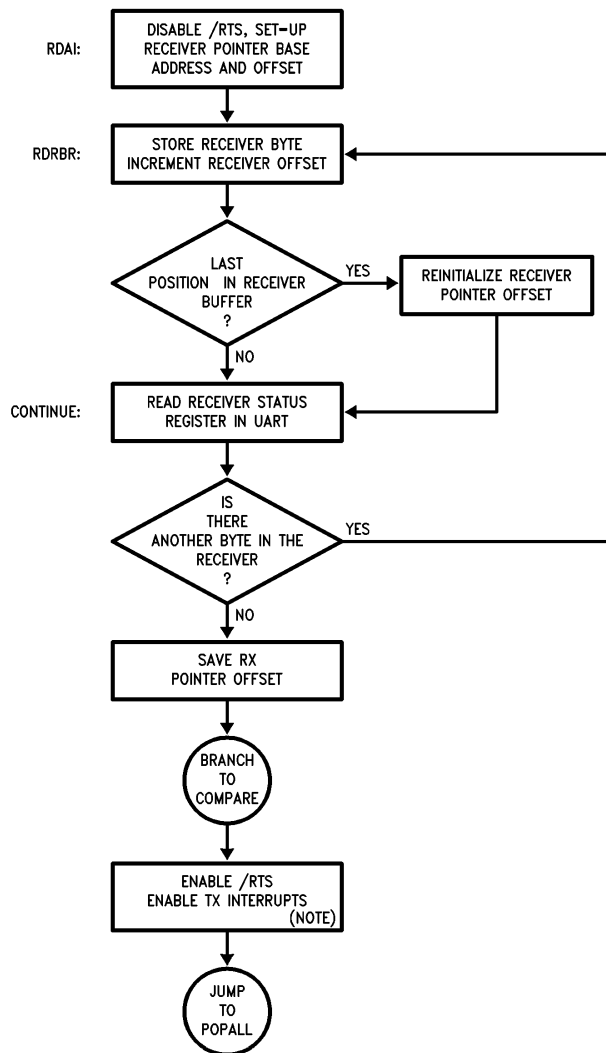 RDAI:
DISABLE /RTS, SET-UP
RECEIVER POINTER BASE
ADDRESS AND OFFSET
RDRBR:
STORE RECEIVER BYTE
INCREMENT RECEIVER OFFSET
LAST
POSITION IN RECEIVER
BUFFER
?
YES
REINITIALIZE RECEIVER
POINTER OFFSET
NO
CONTINUE:
READ RECEIVER STATUS
REGISTER IN UART
IS
THERE
ANOTHER BYTE IN THE
RECEIVER
?
YES
NO
SAVE RX
POINTER OFFSET
BRANCH
TO
COMPARE
ENABLE /RTS
ENABLE TX INTERRUPTS
(NOTE)
JUMP
TO
POPALL